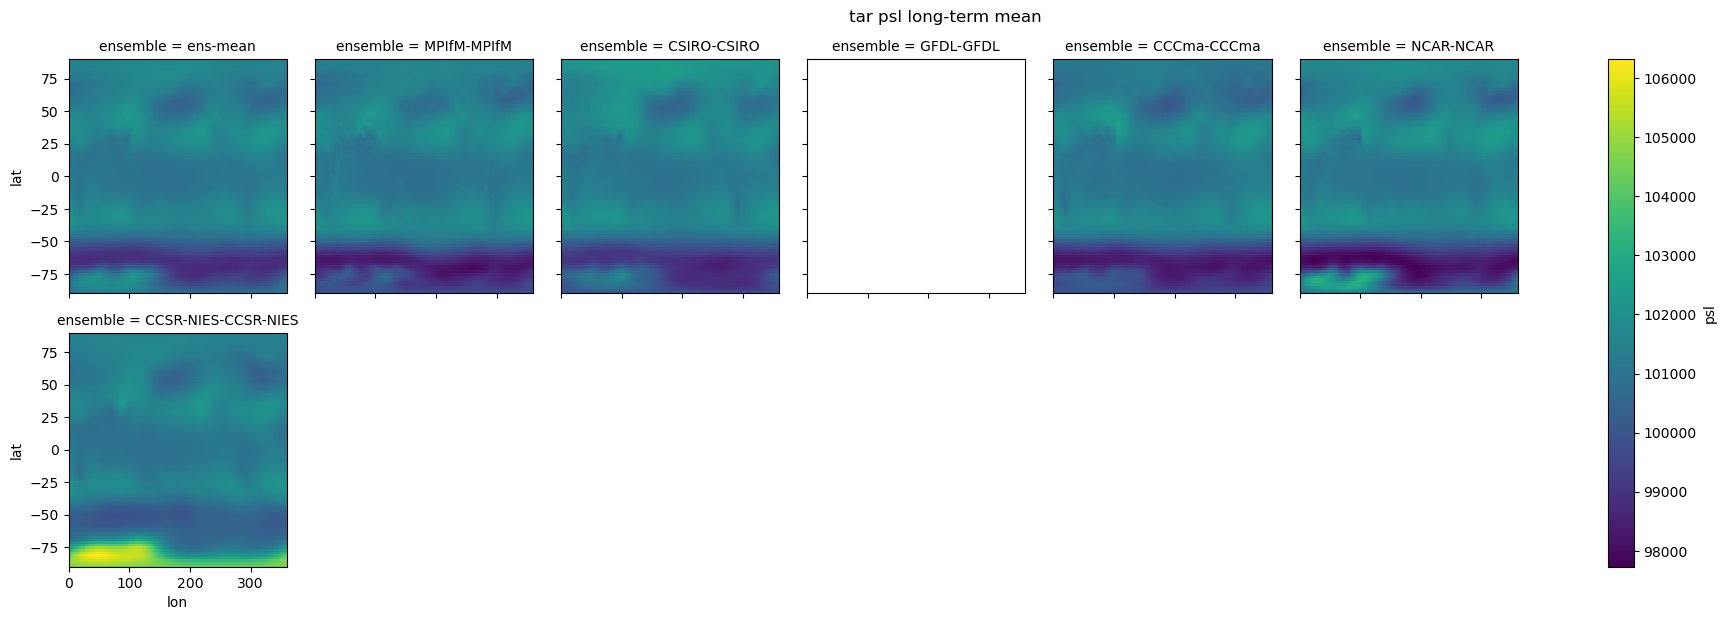 tar psl long-term mean
ensemble = ens-mean
ensemble = MPIfM-MPIfM
ensemble = CSIRO-CSIRO
ensemble = GFDL-GFDL
ensemble = CCCma-CCCma
ensemble = NCAR-NCAR
75
50
25
0
−25
−50
−75
lat
ensemble = CCSR-NIES-CCSR-NIES
75
50
25
0
−25
−50
−75
lat
0 100 200 300
lon
106000
105000
104000
103000
102000
101000
100000
99000
98000
psl